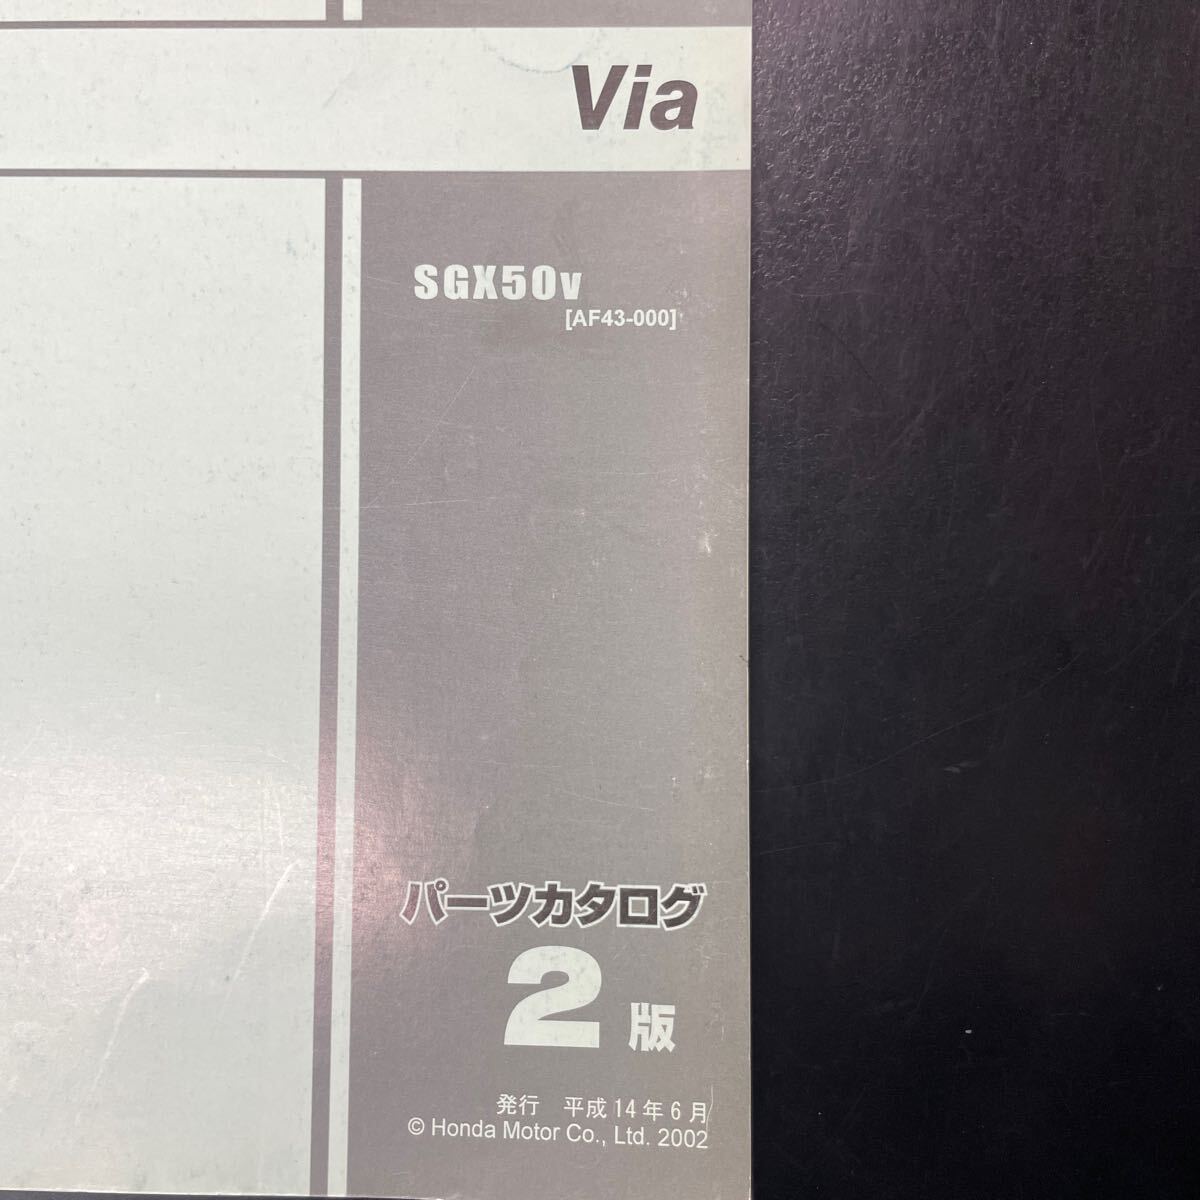 Via
SGX50V
[AF43-000]
パーツカタログ
2版
発行 平成14年6月
© Honda Motor Co., Ltd. 2002